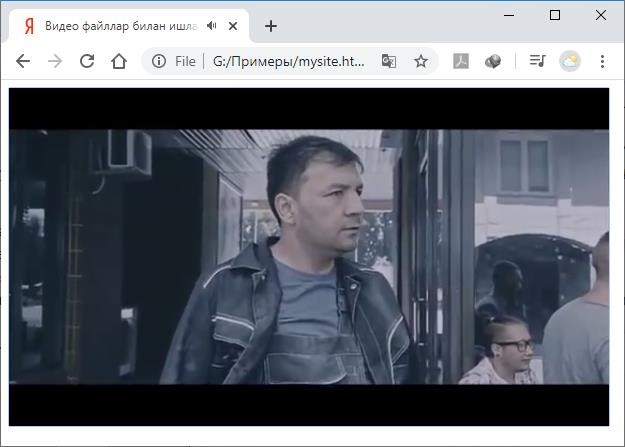 Я Видео файллар билан ишла
File G:/Примеры/mysite.ht...